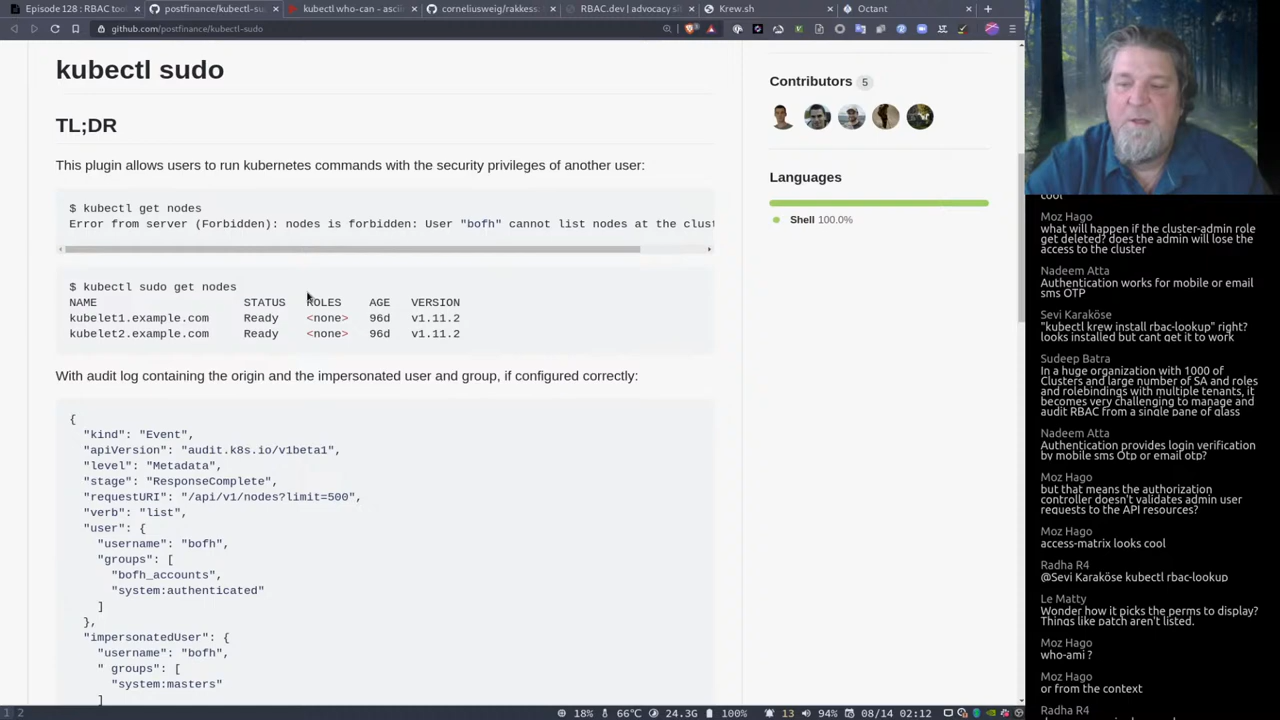 Episode 128 : RBAC too
postfinance/kubectl-su
kubectl who-can - ascii
corneliusweig/rakkess:
RBAC.dev | advocacy si
Krew.sh
Octant
github.com/postfinance/kubectl-sudo
kubectl sudo
TL;DR
This plugin allows users to run kubernetes commands with the security privileges of another user:
$ kubectl get nodes
Error from server (Forbidden): nodes is forbidden: User "bofh" cannot list nodes at the clust
$ kubectl sudo get nodes
NAME STATUS ROLES AGE VERSION
kubelet1.example.com Ready <none> 96d v1.11.2
kubelet2.example.com Ready <none> 96d v1.11.2
With audit log containing the origin and the impersonated user and group, if configured correctly:
{
"kind": "Event",
"apiVersion": "audit.k8s.io/v1beta1",
"level": "Metadata",
"stage": "ResponseComplete",
"requestURI": "/api/v1/nodes?limit=500",
"verb": "list",
"user": {
"username": "bofh",
"groups": [
"bofh_accounts",
"system:authenticated"
]
},
"impersonatedUser": {
"username": "bofh",
" groups": [
"system:masters"
]
Contributors 5
Languages
Shell 100.0%
cool
Moz Hago
what will happen if the cluster-admin role
get deleted? does the admin will lose the
access to the cluster
Nadeem Atta
Authentication works for mobile or email
sms OTP
Sevi Karaköse
"kubectl krew install rbac-lookup" right?
looks installed but cant get it to work
Sudeep Batra
In a huge organization with 1000 of
Clusters and large number of SA and roles
and rolebindings with multiple tenants, it
becomes very challenging to manage and
audit RBAC from a single pane of glass
Nadeem Atta
Authentication provides login verification
by mobile sms Otp or email otp?
Moz Hago
but that means the authorization
controller doesn't validates admin user
requests to the API resources?
Moz Hago
access-matrix looks cool
Radha R4
@Sevi Karaköse kubectl rbac-lookup
Le Matty
Wonder how it picks the perms to display?
Things like patch aren't listed.
Moz Hago
who-ami ?
Moz Hago
or from the context
Radha R4
1 2
18% 66°C 24.3G 100% 13 94% 08/14 02:12